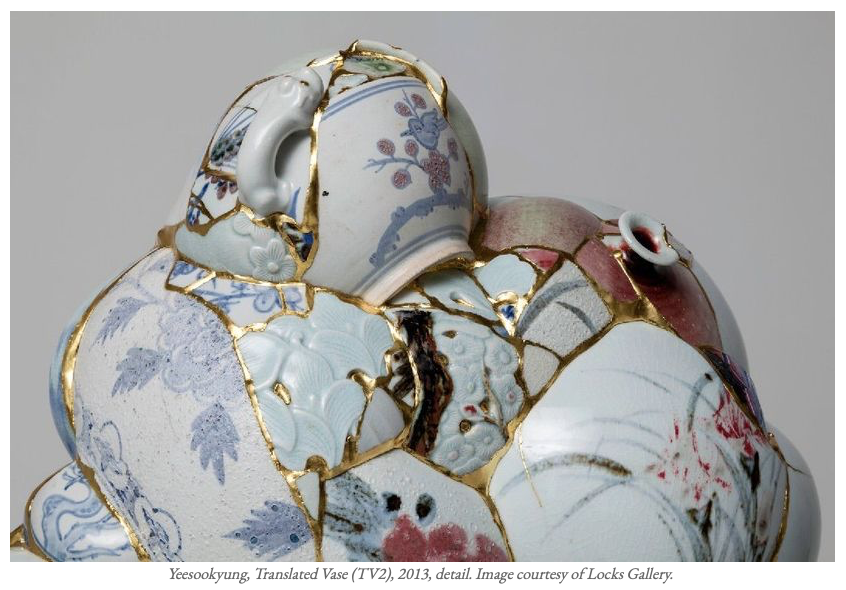 Yeesookyung, Translated Vase (TV2), 2013, detail. Image courtesy of Locks Gallery.